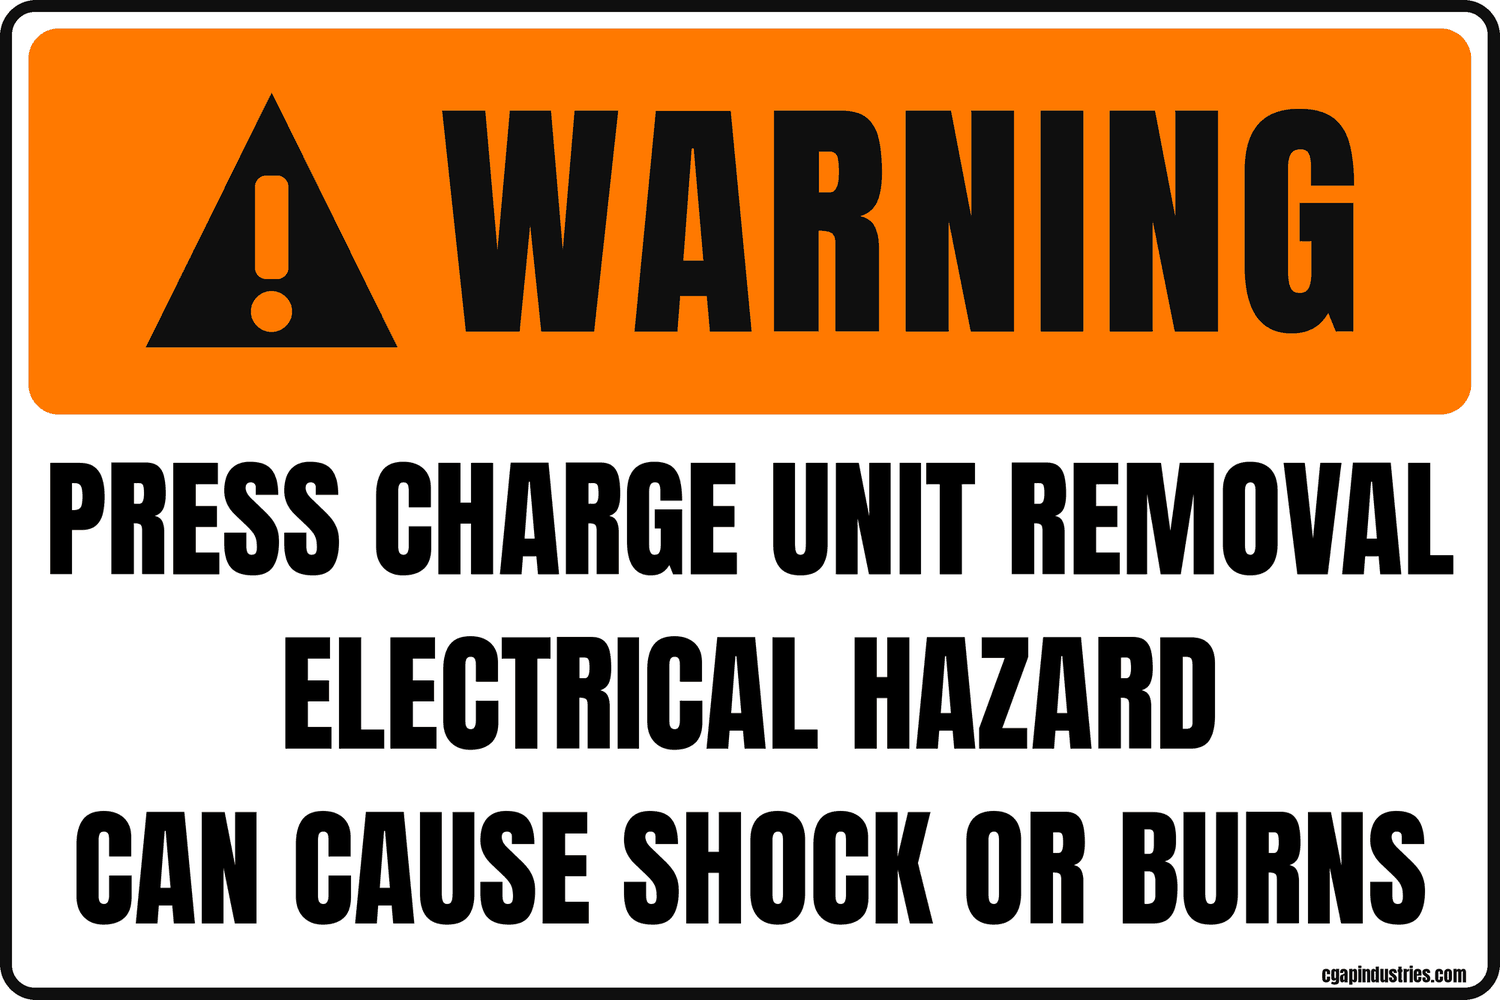 WARNING
PRESS CHARGE UNIT REMOVAL
ELECTRICAL HAZARD
CAN CAUSE SHOCK OR BURNS
cgapindustries.com